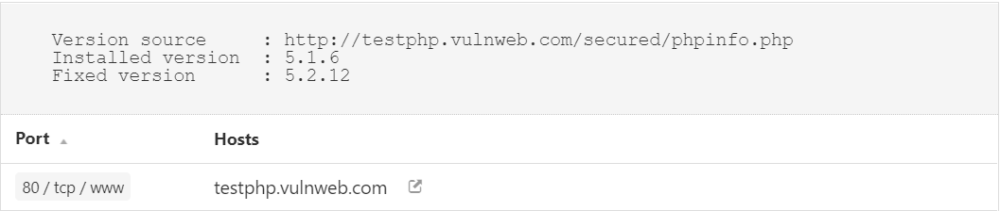 Version source     : http://testphp.vulnweb.com/secured/phpinfo.php
Installed version  : 5.1.6
Fixed version      : 5.2.12
Port Hosts
80 / tcp / www testphp.vulnweb.com